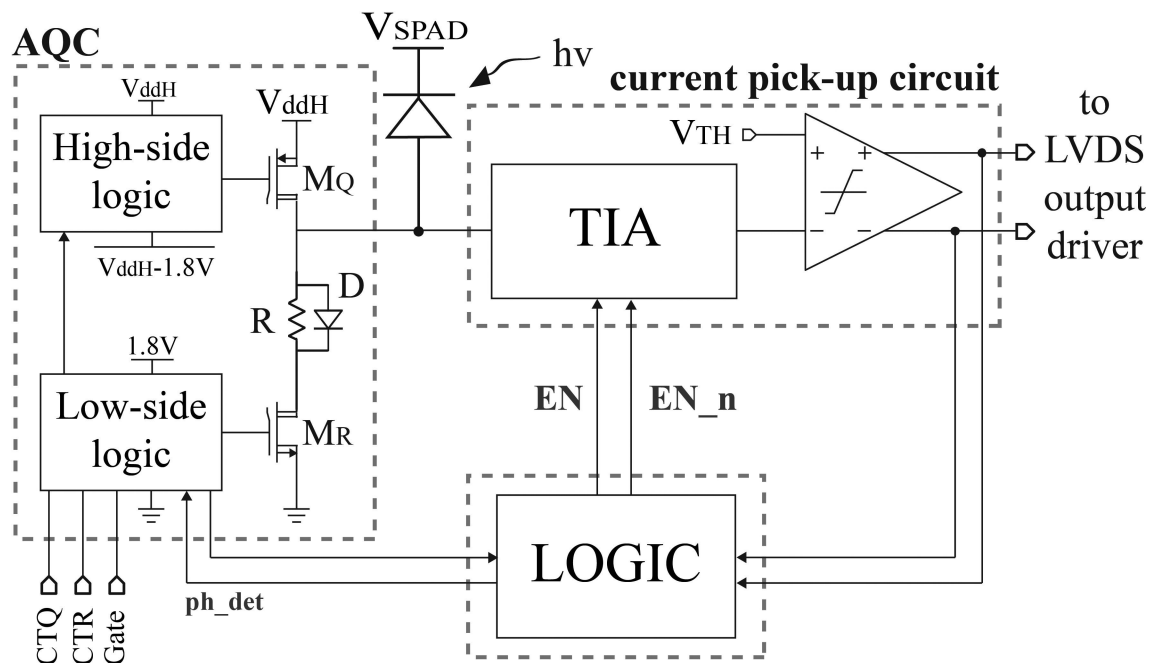 AQC
VSPAD
hv
current pick-up circuit
to
LVDS
output
driver
VddH
VddH
High-side
logic
MQ
VddH-1.8V
VTH
+
+
−
−
TIA
D
R
1.8V
Low-side
logic
MR
EN
EN_n
LOGIC
ph_det
CTQ
CTR
Gate